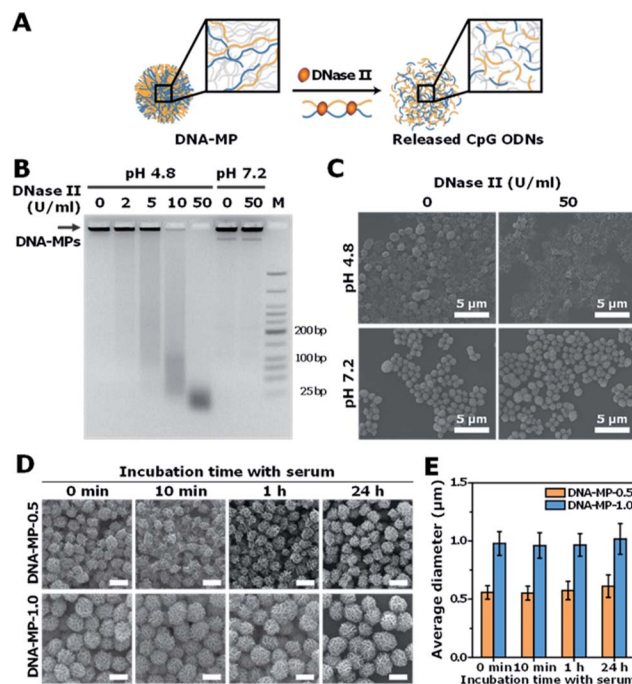 A
DNase II
DNA-MP
Released CpG ODNs
B
pH 4.8 pH 7.2
DNase II
(U/ml)
0 2 5 10 50 0 50 M
DNA-MPs
200 bp
100 bp
25 bp
C
DNase II (U/ml)
0 50
pH 4.8
5 µm 5 µm
pH 7.2
5 µm 5 µm
D
Incubation time with serum
0 min 10 min 1 h 24 h
DNA-MP-0.5
DNA-MP-1.0
E
Average diameter (µm)
1.5
1.0
0.5
0.0
DNA-MP-0.5
DNA-MP-1.0
0 min 10 min 1 h 24 h
Incubation time with serum